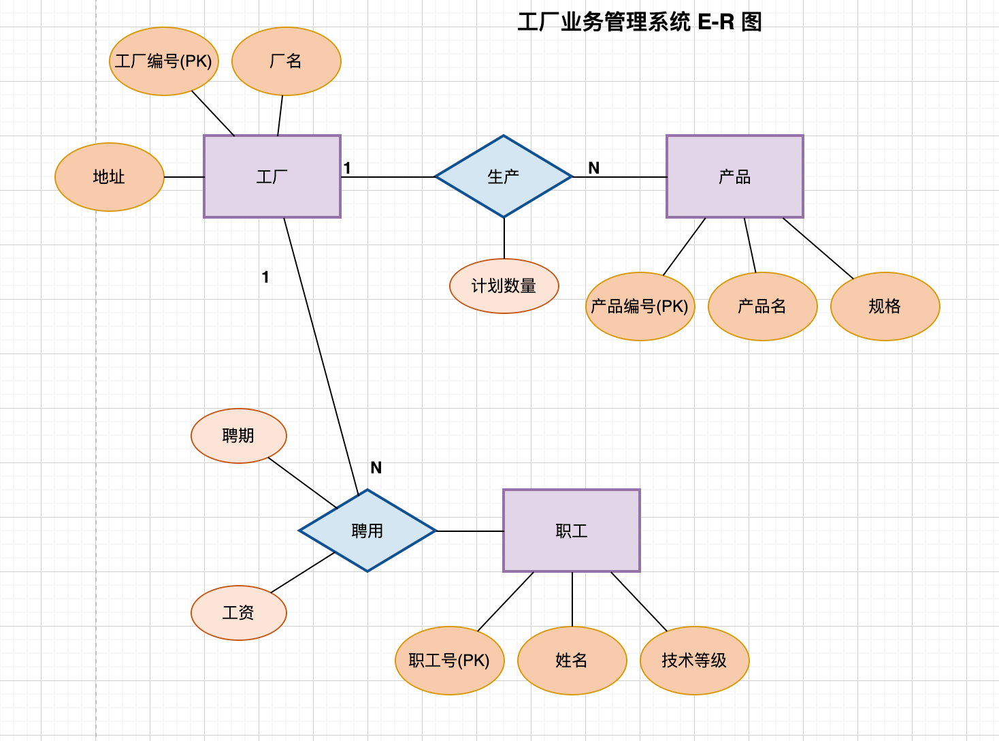 工厂业务管理系统 E-R 图
工厂编号(PK)
厂名
地址
工厂
1
生产
N
产品
计划数量
产品编号(PK)
产品名
规格
1
聘期
N
聘用
职工
工资
职工号(PK)
姓名
技术等级